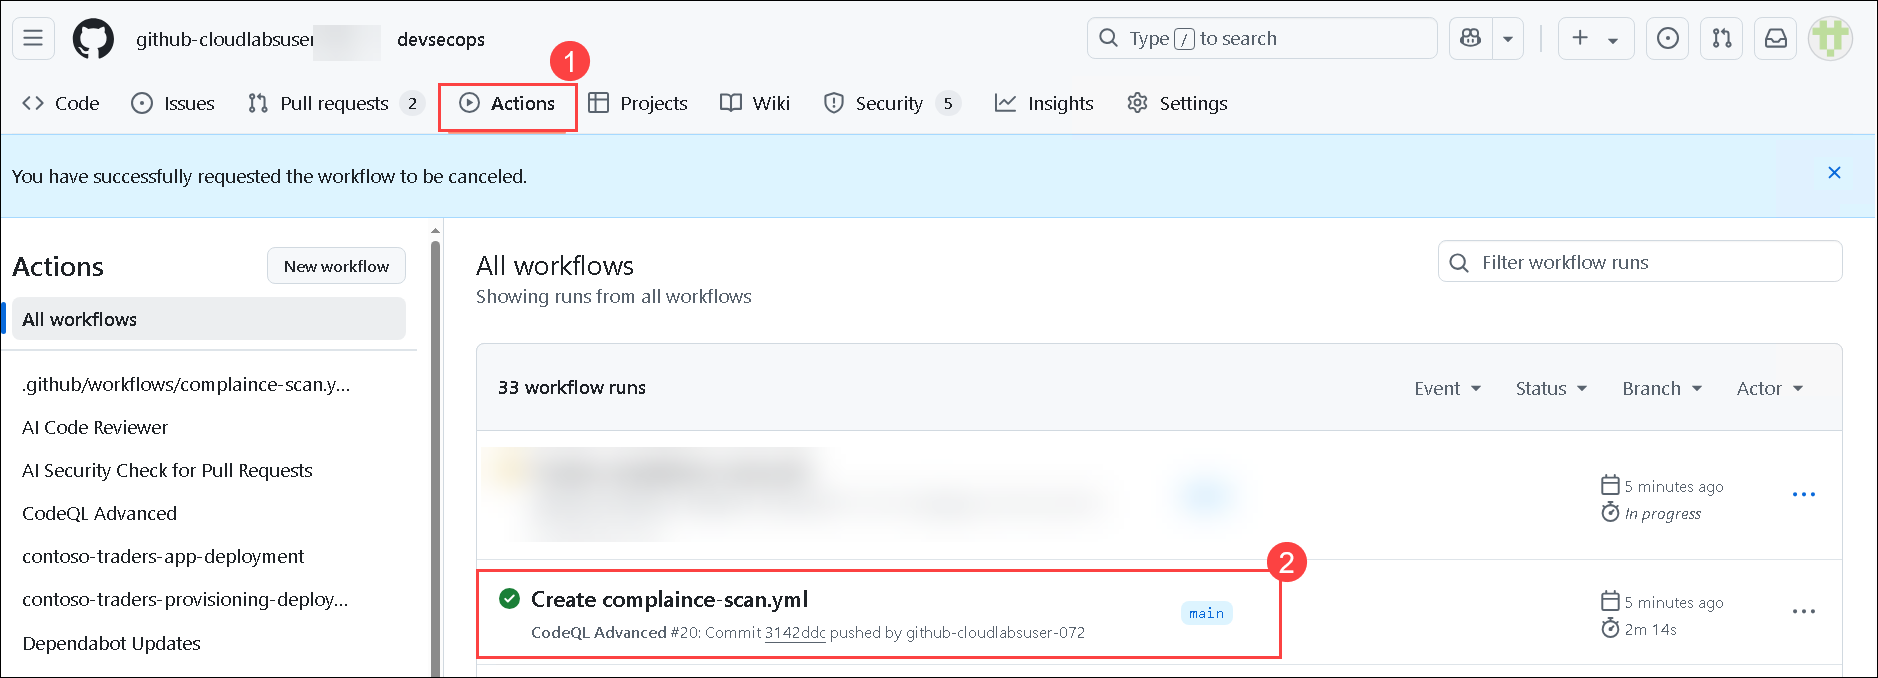 github-cloudlabsuser devsecops
Type / to search
1
Code Issues Pull requests 2 Actions Projects Wiki Security 5 Insights Settings
You have successfully requested the workflow to be canceled.
Actions
New workflow
All workflows
.github/workflows/complaince-scan.y...
AI Code Reviewer
AI Security Check for Pull Requests
CodeQL Advanced
contoso-traders-app-deployment
contoso-traders-provisioning-deploy...
Dependabot Updates
All workflows
Showing runs from all workflows
Filter workflow runs
33 workflow runs
Event Status Branch Actor
5 minutes ago
In progress
2
Create complaince-scan.yml
CodeQL Advanced #20: Commit 3142ddc pushed by github-cloudlabsuser-072
main
5 minutes ago
2m 14s